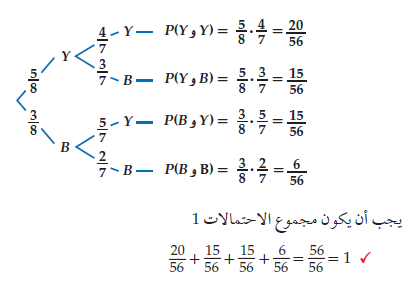 4/7 Y P(Y و Y) = 5/8 · 4/7 = 20/56
Y
3/7 B P(Y و B) = 5/8 · 3/7 = 15/56
5/8
3/8
5/7 Y P(B و Y) = 3/8 · 5/7 = 15/56
B
2/7 B P(B و B) = 3/8 · 2/7 = 6/56
يجب أن يكون مجموع الاحتمالات 1
20/56 + 15/56 + 15/56 + 6/56 = 56/56 = 1 ✓